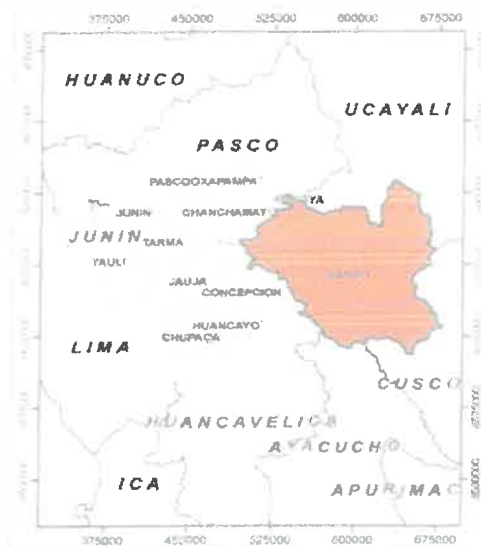 375000 450000 525000 600000 675000
HUANUCO
UCAYALI
PASCO
PASCOOXAPAMPA
YA
JUNIN CHANCHAMAY
JUNIN TARMA
YAULI
JAUJA
CONCEPCION
HUANCAYO
LIMA CHUPACA
CUSCO
HUANCAVELICA
AYACUCHO
ICA
APURIMAC
375000 450000 525000 600000 675000